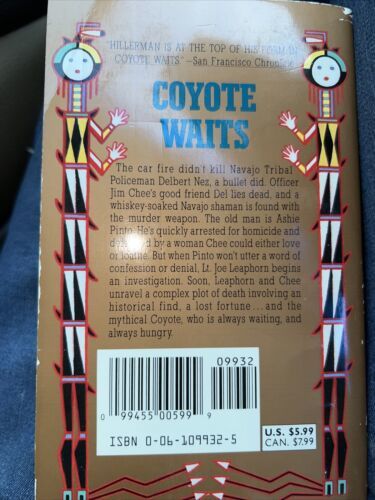 "HILLERMAN IS AT THE TOP OF HIS FORM IN
COYOTE WAITS." —San Francisco Chronicle
COYOTE
WAITS
The car fire didn't kill Navajo Tribal
Policeman Delbert Nez, a bullet did. Officer
Jim Chee's good friend Del lies dead, and a
whiskey-soaked Navajo shaman is found with
the murder weapon. The old man is Ashie
Pinto. He's quickly arrested for homicide and
by a woman Chee could either love
or But when Pinto won't utter a word of
confession or denial, Lt. Joe Leaphorn begins
an investigation. Soon, Leaphorn and Chee
unravel a complex plot of death involving an
historical find, a lost fortune . . . and the
mythical Coyote, who is always waiting, and
always hungry.
09932
0 99455 00599 9
ISBN 0-06-109932-5
U.S. $5.99
CAN. $7.99